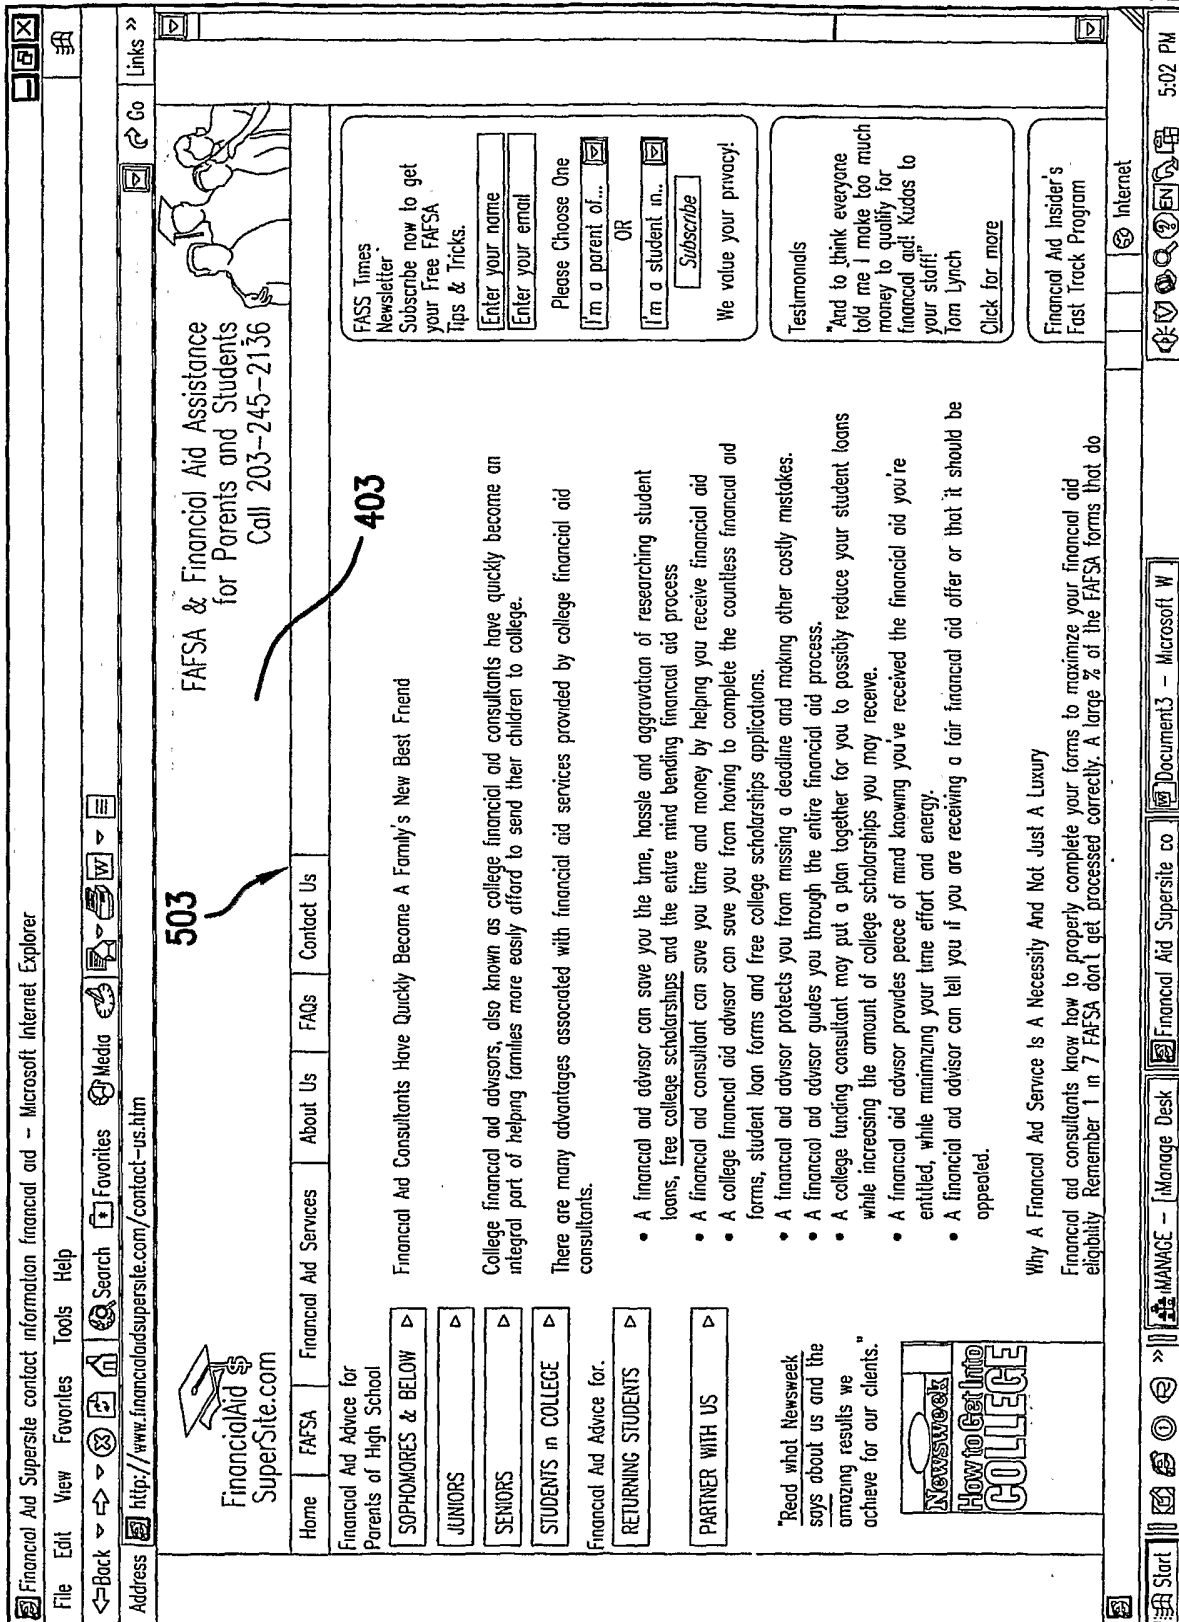 Financial Aid Supersite contact information financial aid – Microsoft Internet Explorer
File Edit View Favorites Tools Help
Back Search Favorites Media W
Address http://www.financialaidsupersite.com/contact-us.htm Go Links »
FinancialAid
SuperSite.com
FAFSA & Financial Aid Assistance
for Parents and Students
Call 203-245-2136
503
403
Home FAFSA Financial Aid Services About Us FAQs Contact Us
Financial Aid Advice for
Parents of High School
SOPHOMORES & BELOW
JUNIORS
SENIORS
STUDENTS in COLLEGE
Financial Aid Advice for.
RETURNING STUDENTS
PARTNER WITH US
"Read what Newsweek
says about us and the
amazing results we
achieve for our clients."
Newsweek
How to Get Into
COLLEGE
Financial Aid Consultants Have Quickly Become A Family's New Best Friend
College financial aid advisors, also known as college financial aid consultants have quickly become an
integral part of helping families more easily afford to send their children to college.
There are many advantages associated with financial aid services provided by college financial aid
consultants.
• A financial aid advisor can save you the time, hassle and aggravation of researching student
loans, free college scholarships and the entire mind bending financial aid process
• A financial aid consultant can save you time and money by helping you receive financial aid
• A college financial aid advisor can save you from having to complete the countless financial aid
forms, student loan forms and free college scholarships applications.
• A financial aid advisor protects you from missing a deadline and making other costly mistakes.
• A financial aid advisor guides you through the entire financial aid process.
• A college funding consultant may put a plan together for you to possibly reduce your student loans
while increasing the amount of college scholarships you may receive.
• A financial aid advisor provides peace of mind knowing you've received the financial aid you're
entitled, while minimizing your time effort and energy.
• A financial aid advisor can tell you if you are receiving a fair financial aid offer or that it should be
appealed.
Why A Financial Aid Service Is A Necessity And Not Just A Luxury
Financial aid consultants know how to properly complete your forms to maximize your financial aid
eligibility Remember 1 in 7 FAFSA don't get processed correctly. A large % of the FAFSA forms that do
FASS Times
Newsletter
Subscribe now to get
your Free FAFSA
Tips & Tricks.
Enter your name
Enter your email
Please Choose One
I'm a parent of...
OR
I'm a student in...
Subscribe
We value your privacy!
Testimonials
"And to think everyone
told me I make too much
money to qualify for
financial aid! Kudos to
your staff!"
Tom Lynch
Click for more
Financial Aid Insider's
Fast Track Program
Internet
Start » iMANAGE – [iManage Desk Financial Aid Supersite co Document3 – Microsoft W EN 5:02 PM